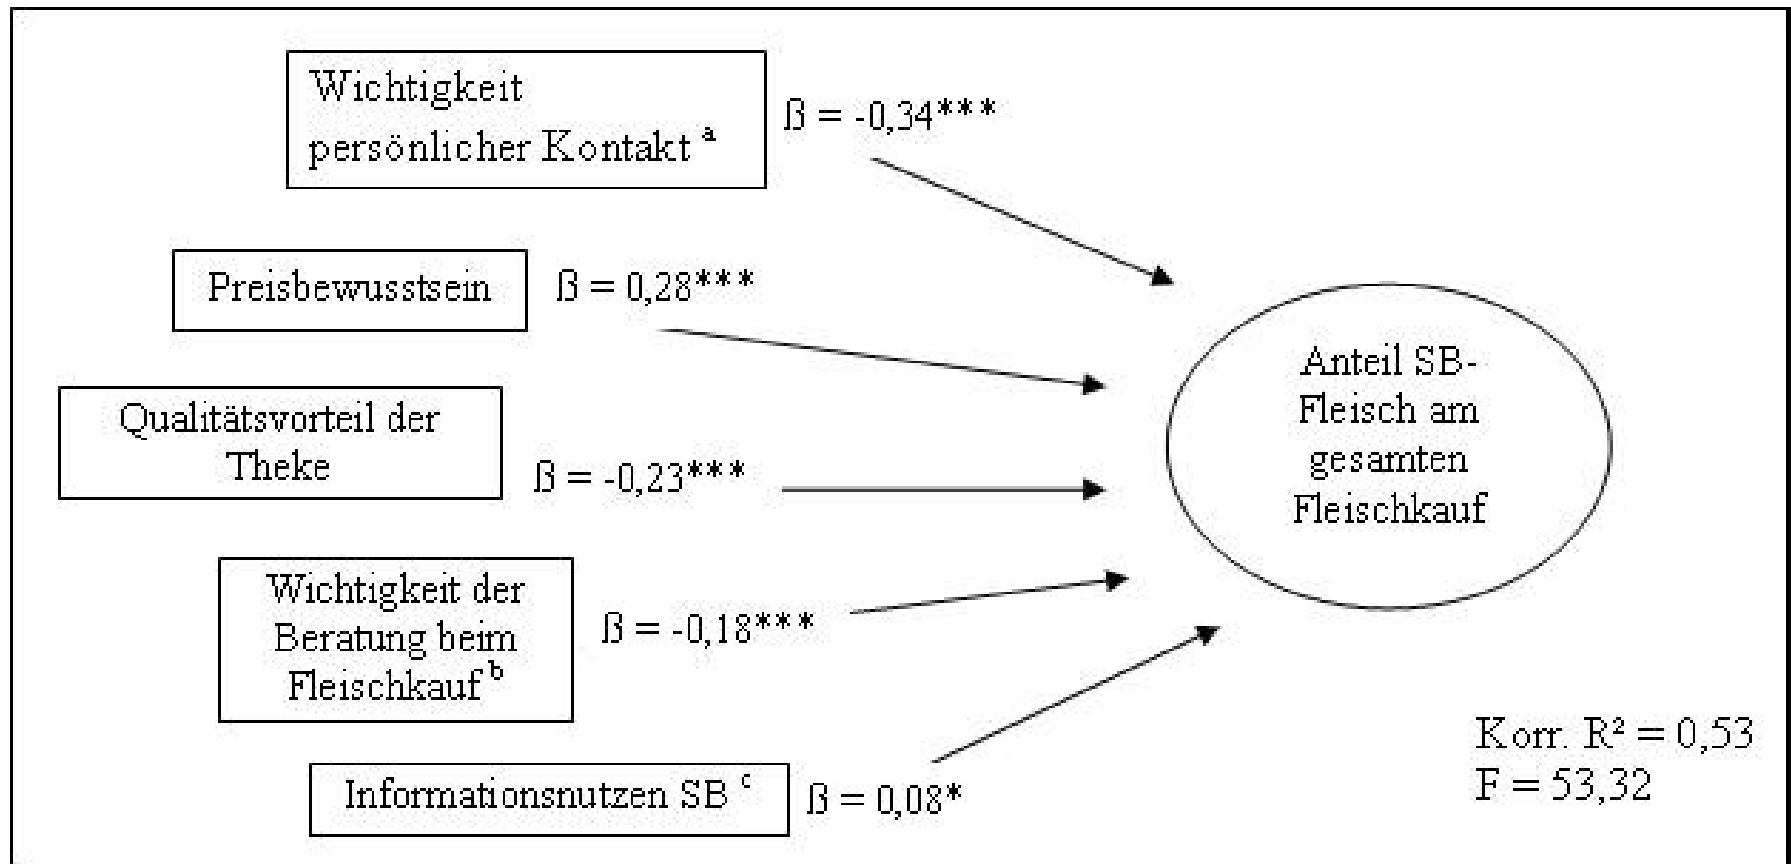 Wichtigkeit
persönlicher Kontakt ᵃ
ß = -0,34***
Preisbewusstsein
ß = 0,28***
Qualitätsvorteil der
Theke
ß = -0,23***
Wichtigkeit der
Beratung beim
Fleischkauf ᵇ
ß = -0,18***
Informationsnutzen SB ᶜ
ß = 0,08*
Anteil SB-
Fleisch am
gesamten
Fleischkauf
Korr. R² = 0,53
F = 53,32